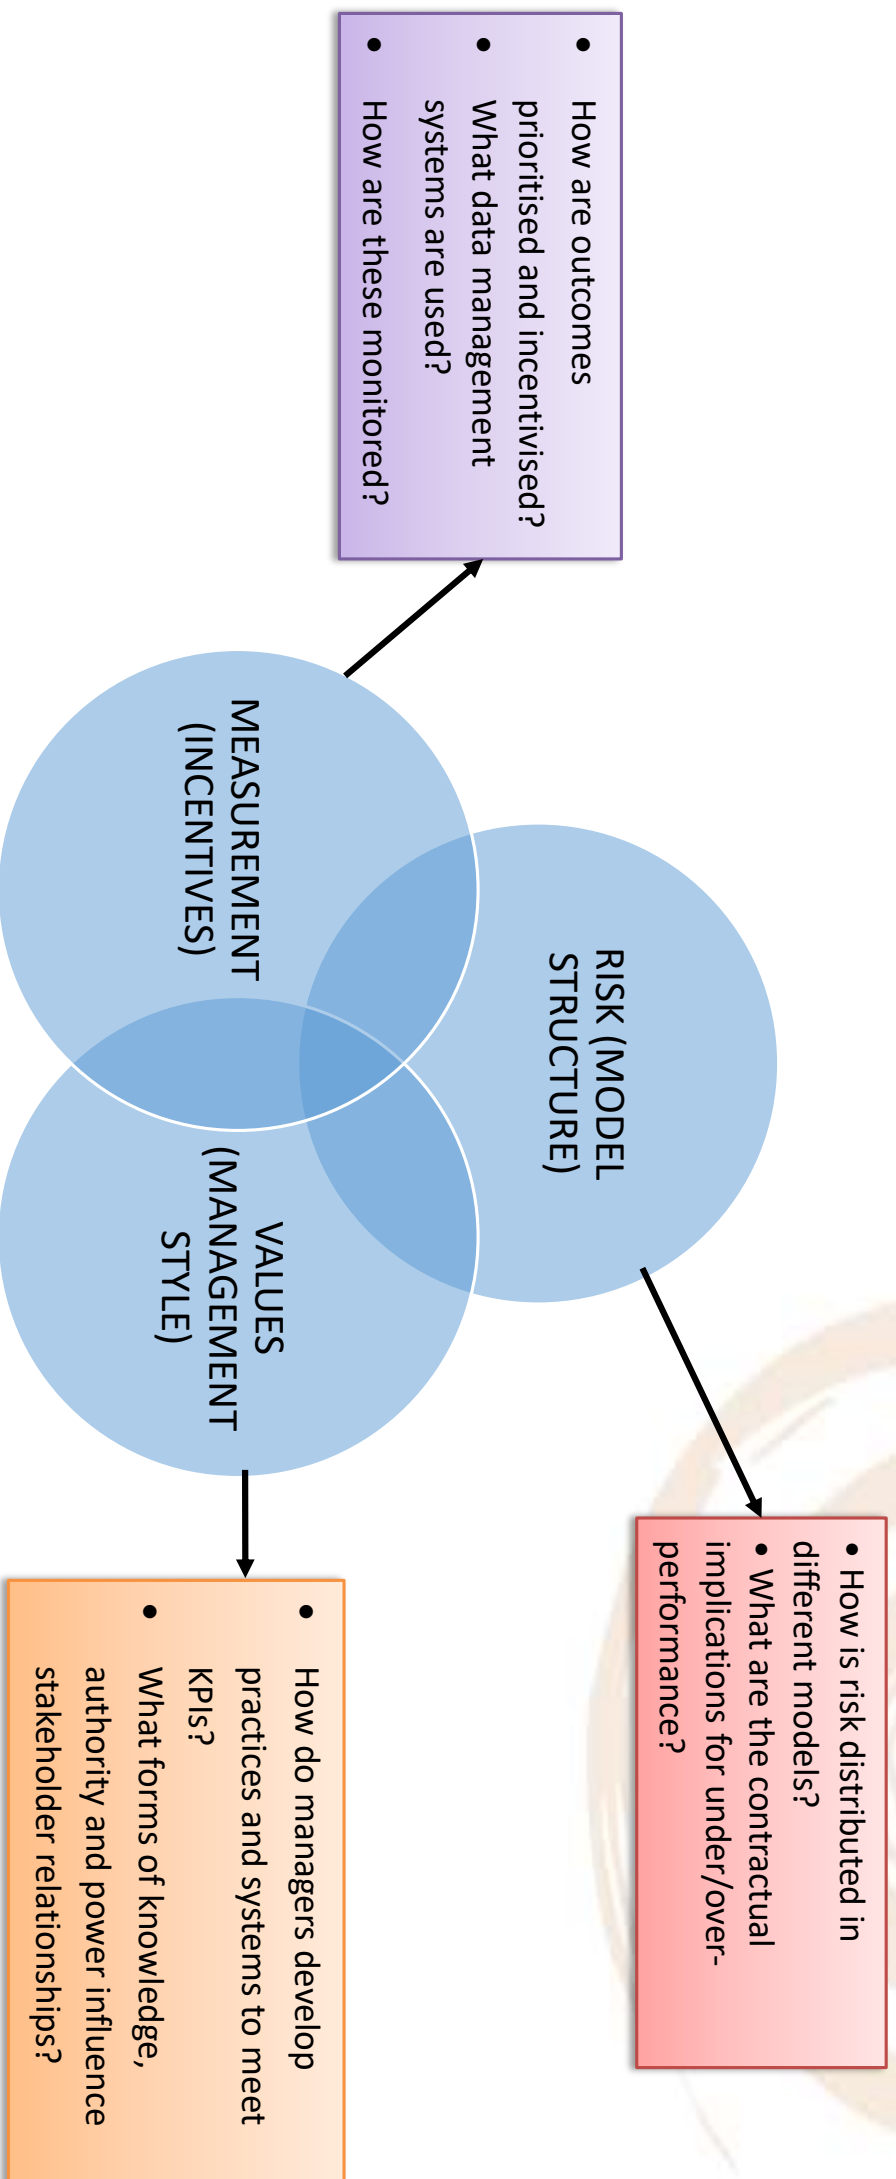 • How are outcomes
prioritised and incentivised?
• What data management
systems are used?
• How are these monitored?
RISK (MODEL
STRUCTURE)
MEASUREMENT
(INCENTIVES)
VALUES
(MANAGEMENT
STYLE)
• How is risk distributed in
different models?
• What are the contractual
implications for under/over-
performance?
• How do managers develop
practices and systems to meet
KPIs?
• What forms of knowledge,
authority and power influence
stakeholder relationships?